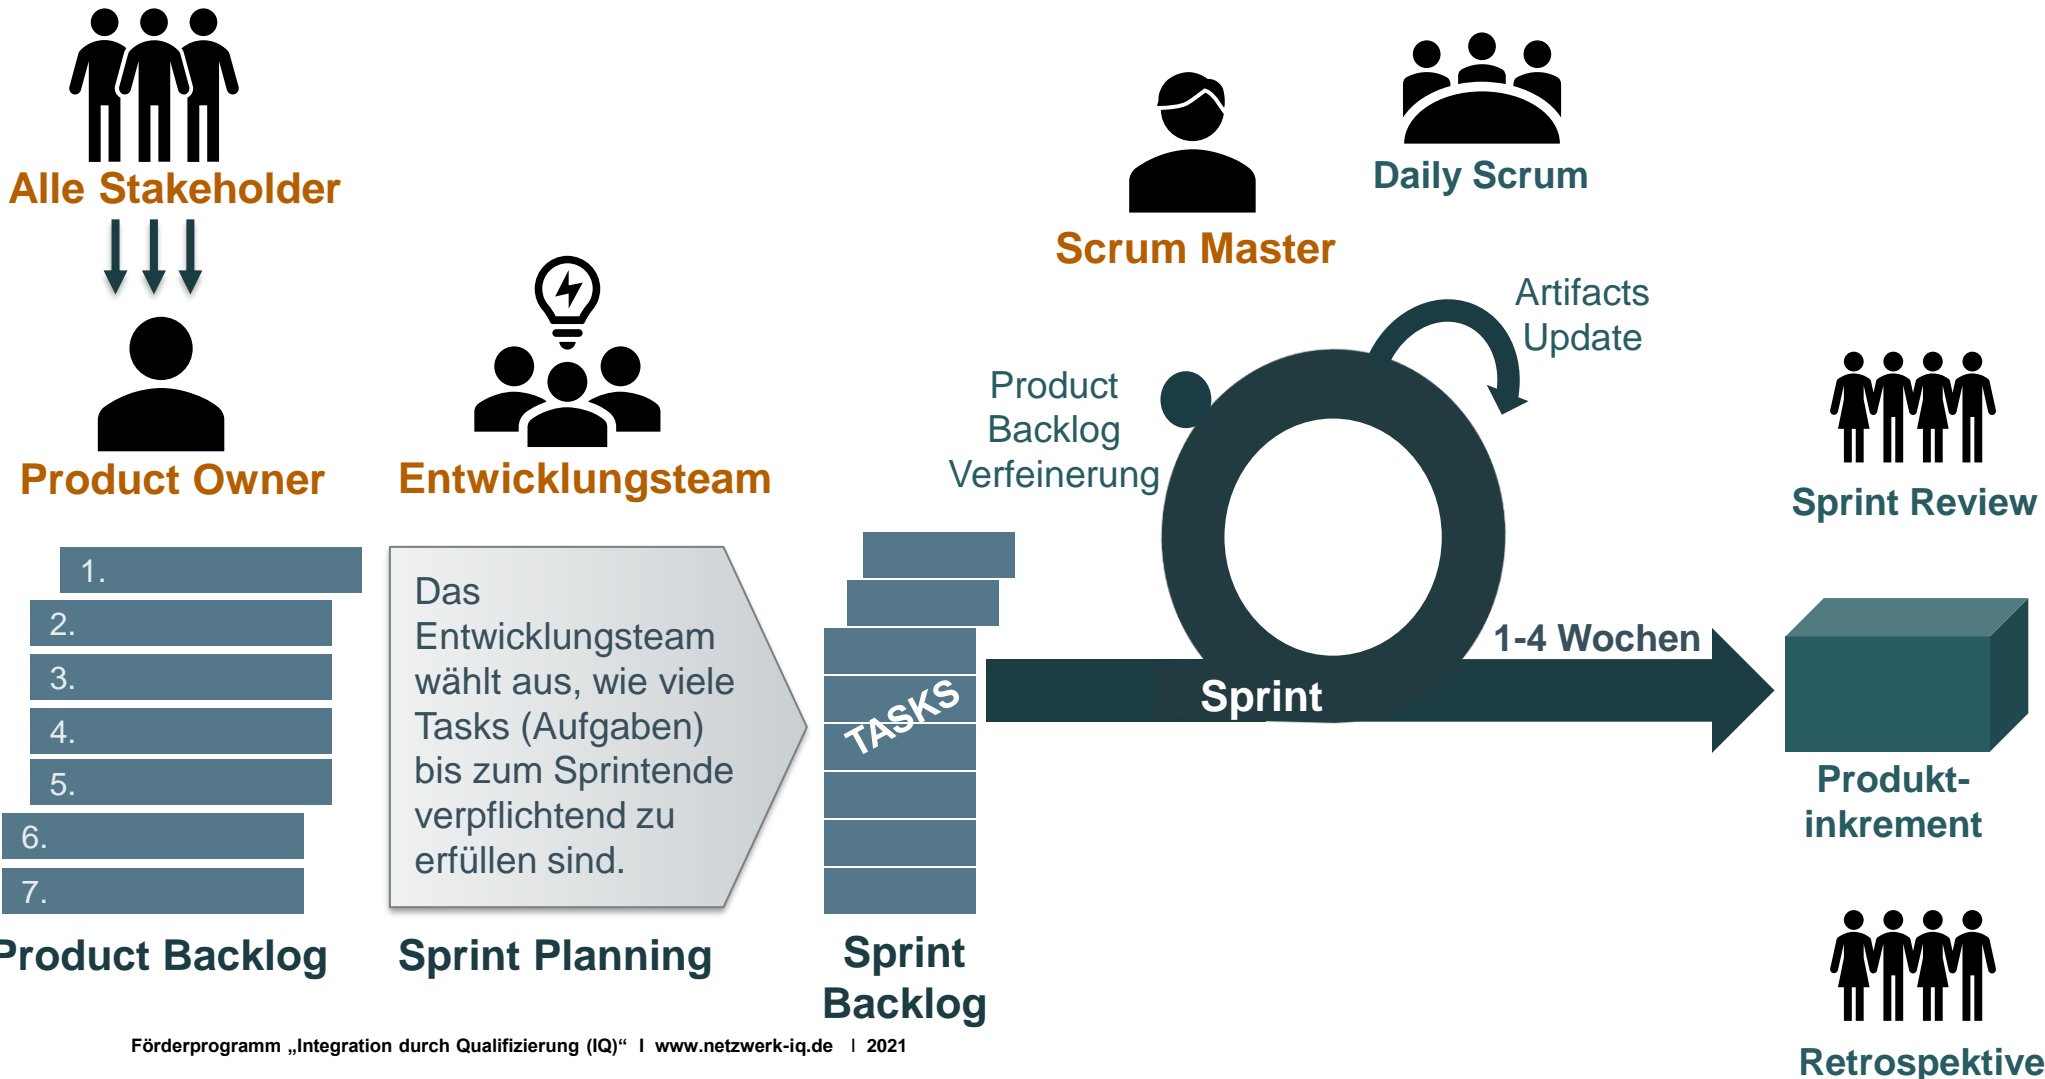 Alle Stakeholder
Product Owner
1.
2.
3.
4.
5.
6.
7.
Product Backlog
Entwicklungsteam
Das
Entwicklungsteam
wählt aus, wie viele
Tasks (Aufgaben)
bis zum Sprintende
verpflichtend zu
erfüllen sind.
Sprint Planning
TASKS
Sprint
Backlog
Scrum Master
Daily Scrum
Artifacts
Update
Product
Backlog
Verfeinerung
Sprint
1-4 Wochen
Sprint Review
Produkt-
inkrement
Retrospektive
Förderprogramm „Integration durch Qualifizierung (IQ)“ I www.netzwerk-iq.de I 2021